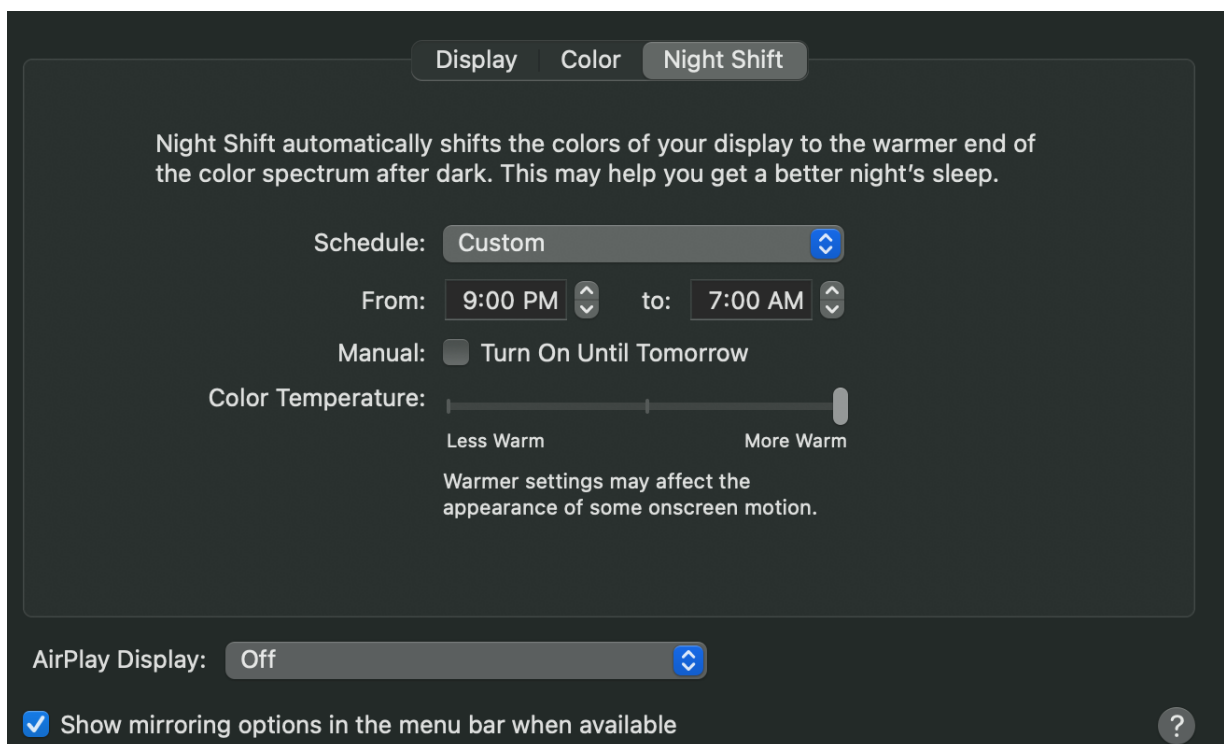 Display Color Night Shift
Night Shift automatically shifts the colors of your display to the warmer end of
the color spectrum after dark. This may help you get a better night's sleep.
Schedule: Custom
From: 9:00 PM to: 7:00 AM
Manual: Turn On Until Tomorrow
Color Temperature:
Less Warm More Warm
Warmer settings may affect the
appearance of some onscreen motion.
AirPlay Display: Off
Show mirroring options in the menu bar when available
?